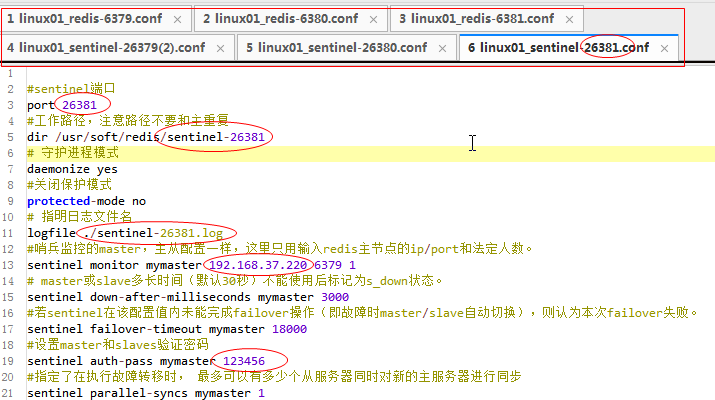 1 linux01_redis-6379.conf × 2 linux01_redis-6380.conf × 3 linux01_redis-6381.conf ×
4 linux01_sentinel-26379(2).conf × 5 linux01_sentinel-26380.conf × 6 linux01_sentinel-26381.conf ×
1
2 #sentinel端口
3 port 26381
4 #工作路径，注意路径不要和主重复
5 dir /usr/soft/redis/sentinel-26381
6 # 守护进程模式
7 daemonize yes
8 #关闭保护模式
9 protected-mode no
10 # 指明日志文件名
11 logfile ./sentinel-26381.log
12 #哨兵监控的master，主从配置一样，这里只用输入redis主节点的ip/port和法定人数。
13 sentinel monitor mymaster 192.168.37.220 6379 1
14 # master或slave多长时间（默认30秒）不能使用后标记为s_down状态。
15 sentinel down-after-milliseconds mymaster 3000
16 #若sentinel在该配置值内未能完成failover操作（即故障时master/slave自动切换），则认为本次failover失败。
17 sentinel failover-timeout mymaster 18000
18 #设置master和slaves验证密码
19 sentinel auth-pass mymaster 123456
20 #指定了在执行故障转移时， 最多可以有多少个从服务器同时对新的主服务器进行同步
21 sentinel parallel-syncs mymaster 1